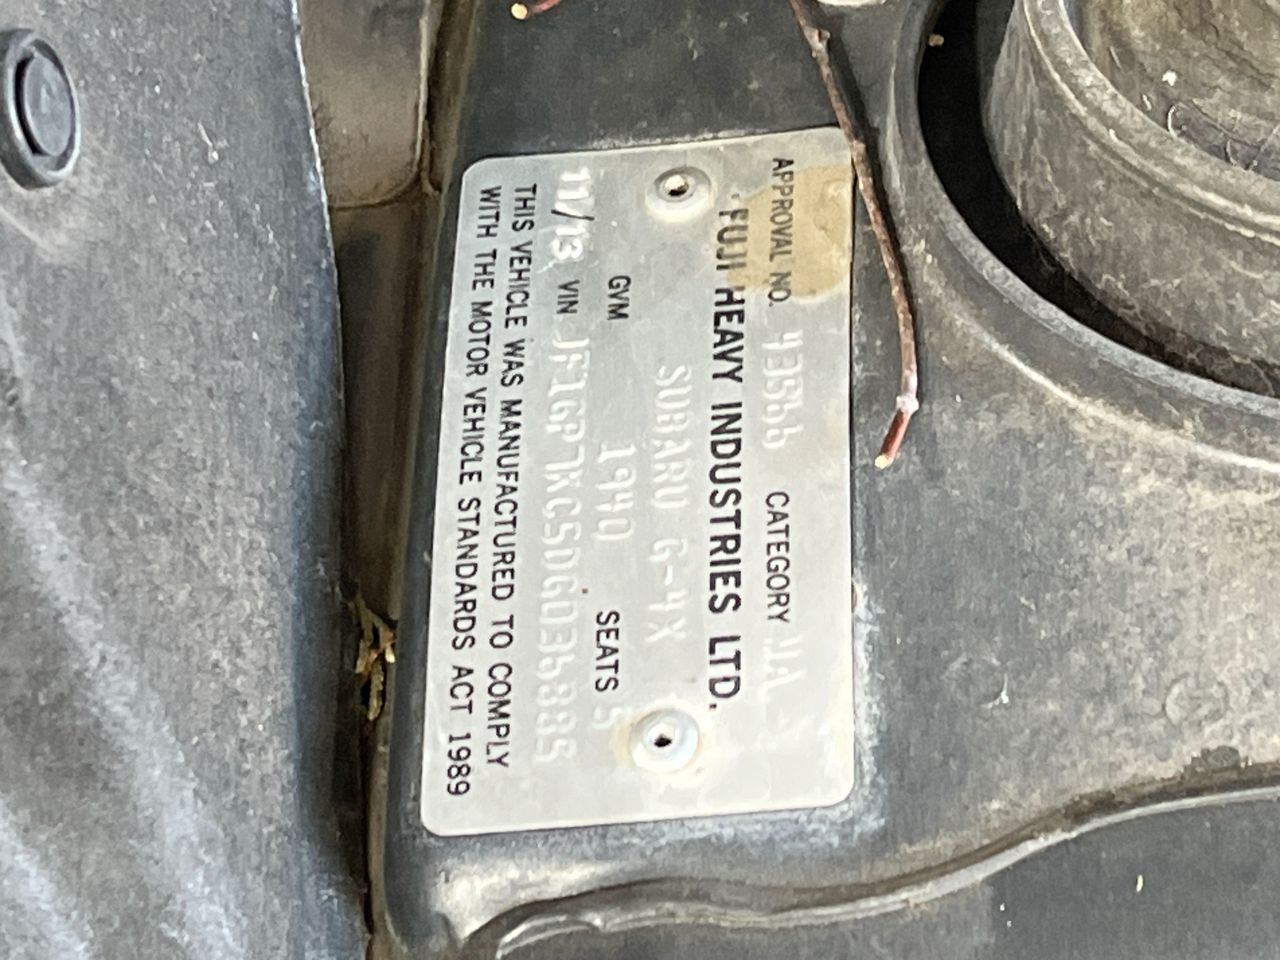 APPROVAL NO. 43566 CATEGORY MA
FUJI HEAVY INDUSTRIES LTD.
SUBARU G-4X
GVM 1940 SEATS 5
11/13 VIN JF1GP7KC5DG036885
THIS VEHICLE WAS MANUFACTURED TO COMPLY
WITH THE MOTOR VEHICLE STANDARDS ACT 1989